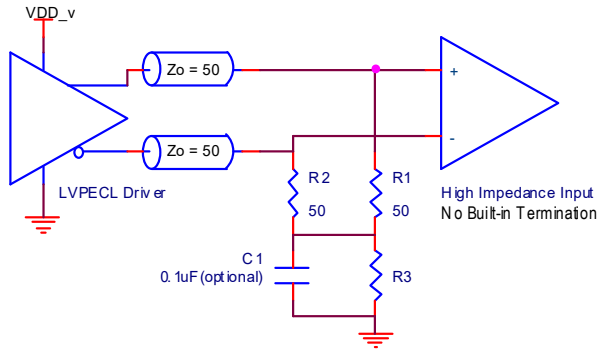 VDD_v
Zo = 50
+
Zo = 50
-
LVPECL Driver
R2
50
R1
50
High Impedance Input
No Built-in Termination
C1
0.1uF(optional)
R3